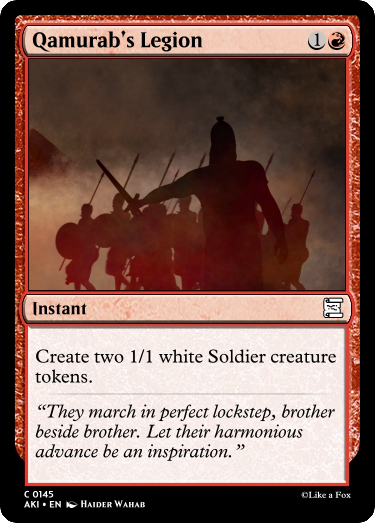 Qamurab's Legion 1
Instant
Create two 1/1 white Soldier creature
tokens.
“They march in perfect lockstep, brother
beside brother. Let their harmonious
advance be an inspiration.”
C 0145
AKI • EN Haider Wahab
©Like a Fox